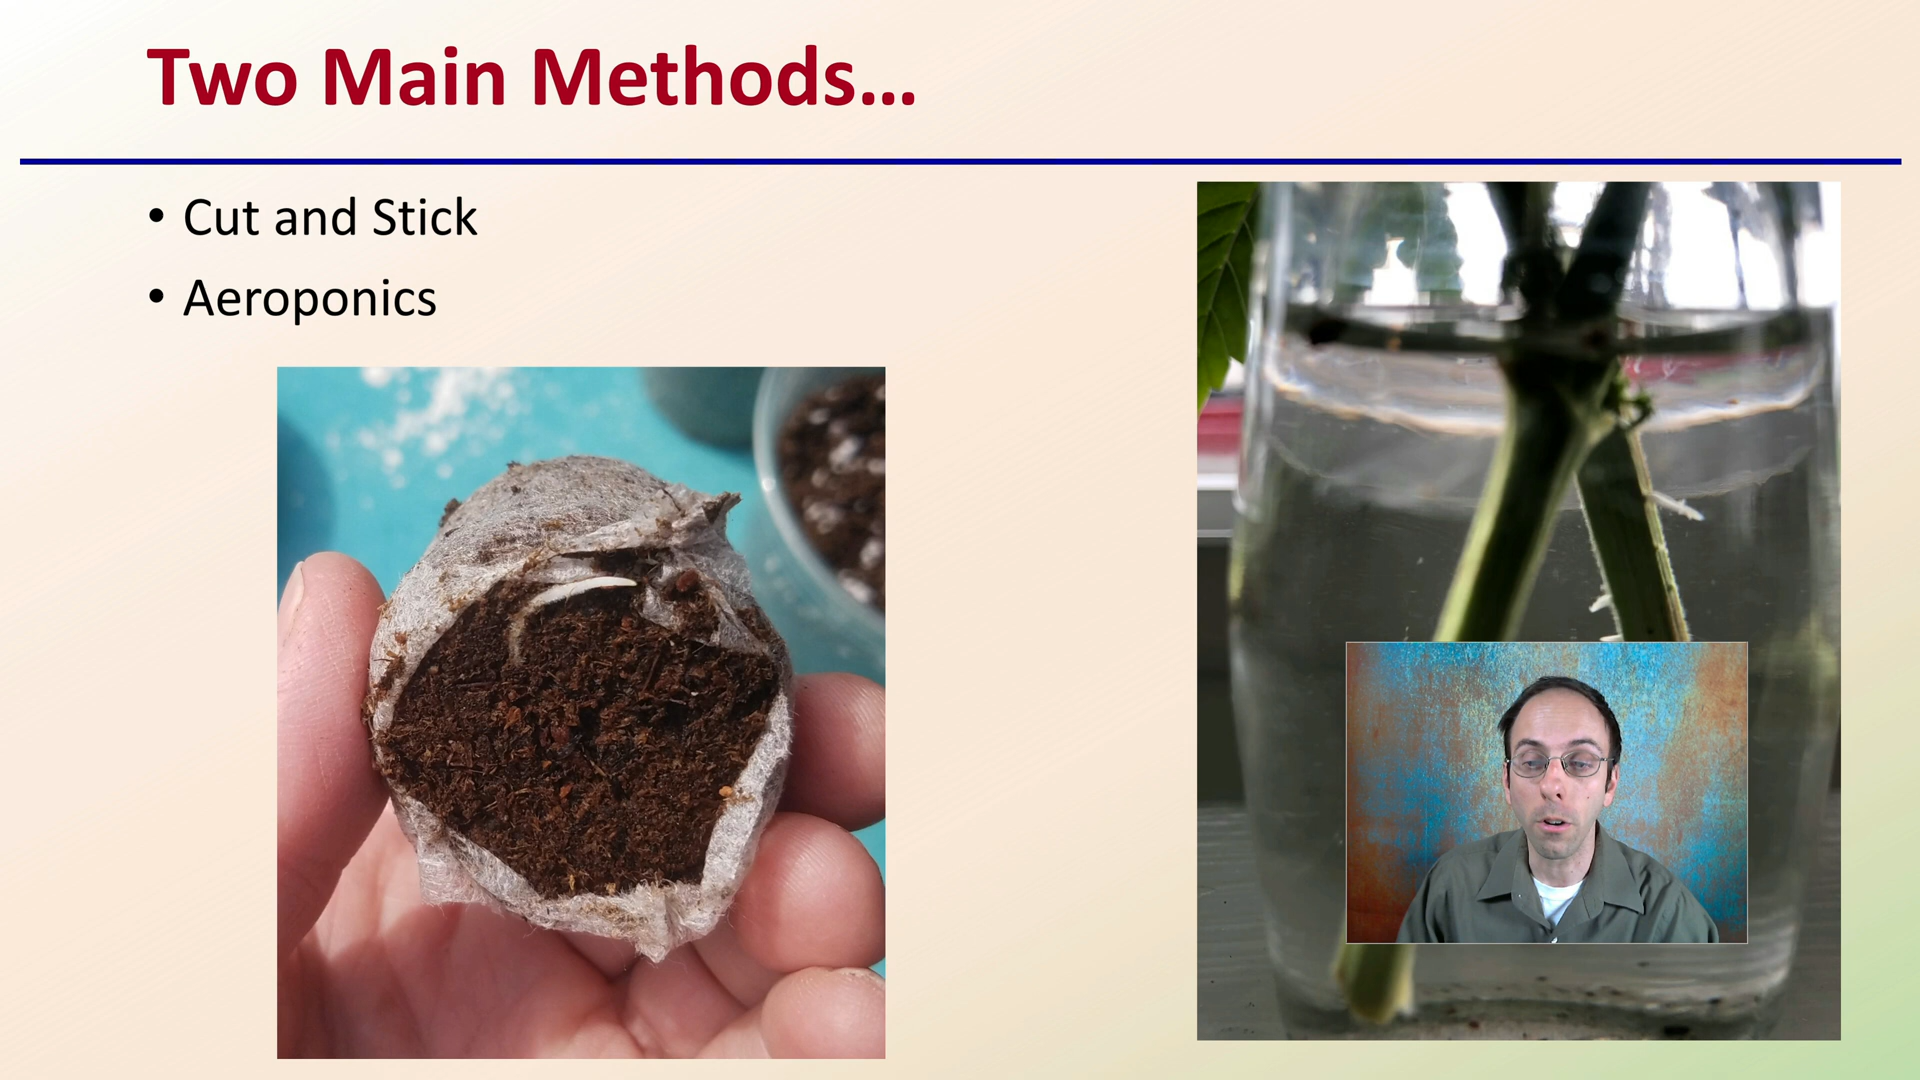 Two Main Methods...
• Cut and Stick
• Aeroponics